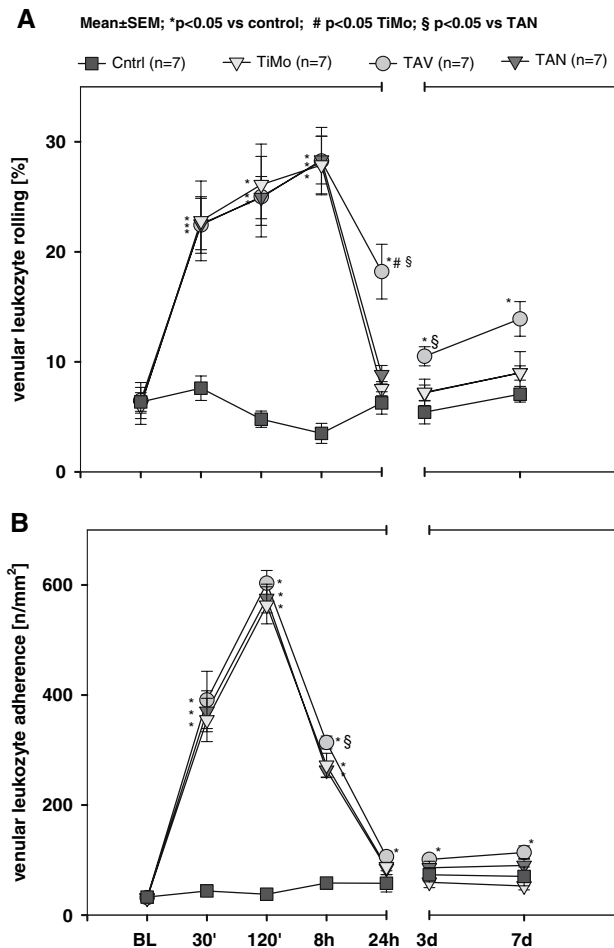 A
Mean±SEM; *p<0.05 vs control; # p<0.05 TiMo; § p<0.05 vs TAN
Cntrl (n=7) TiMo (n=7) TAV (n=7) TAN (n=7)
venular leukozyte rolling [%]
30
20
10
0
* * *
* * *
* * *
*# §
* §
*
B
venular leukozyte adherence [n/mm²]
600
400
200
0
* * *
* * *
* §
* *
*
*
*
BL 30' 120' 8h 24h 3d 7d